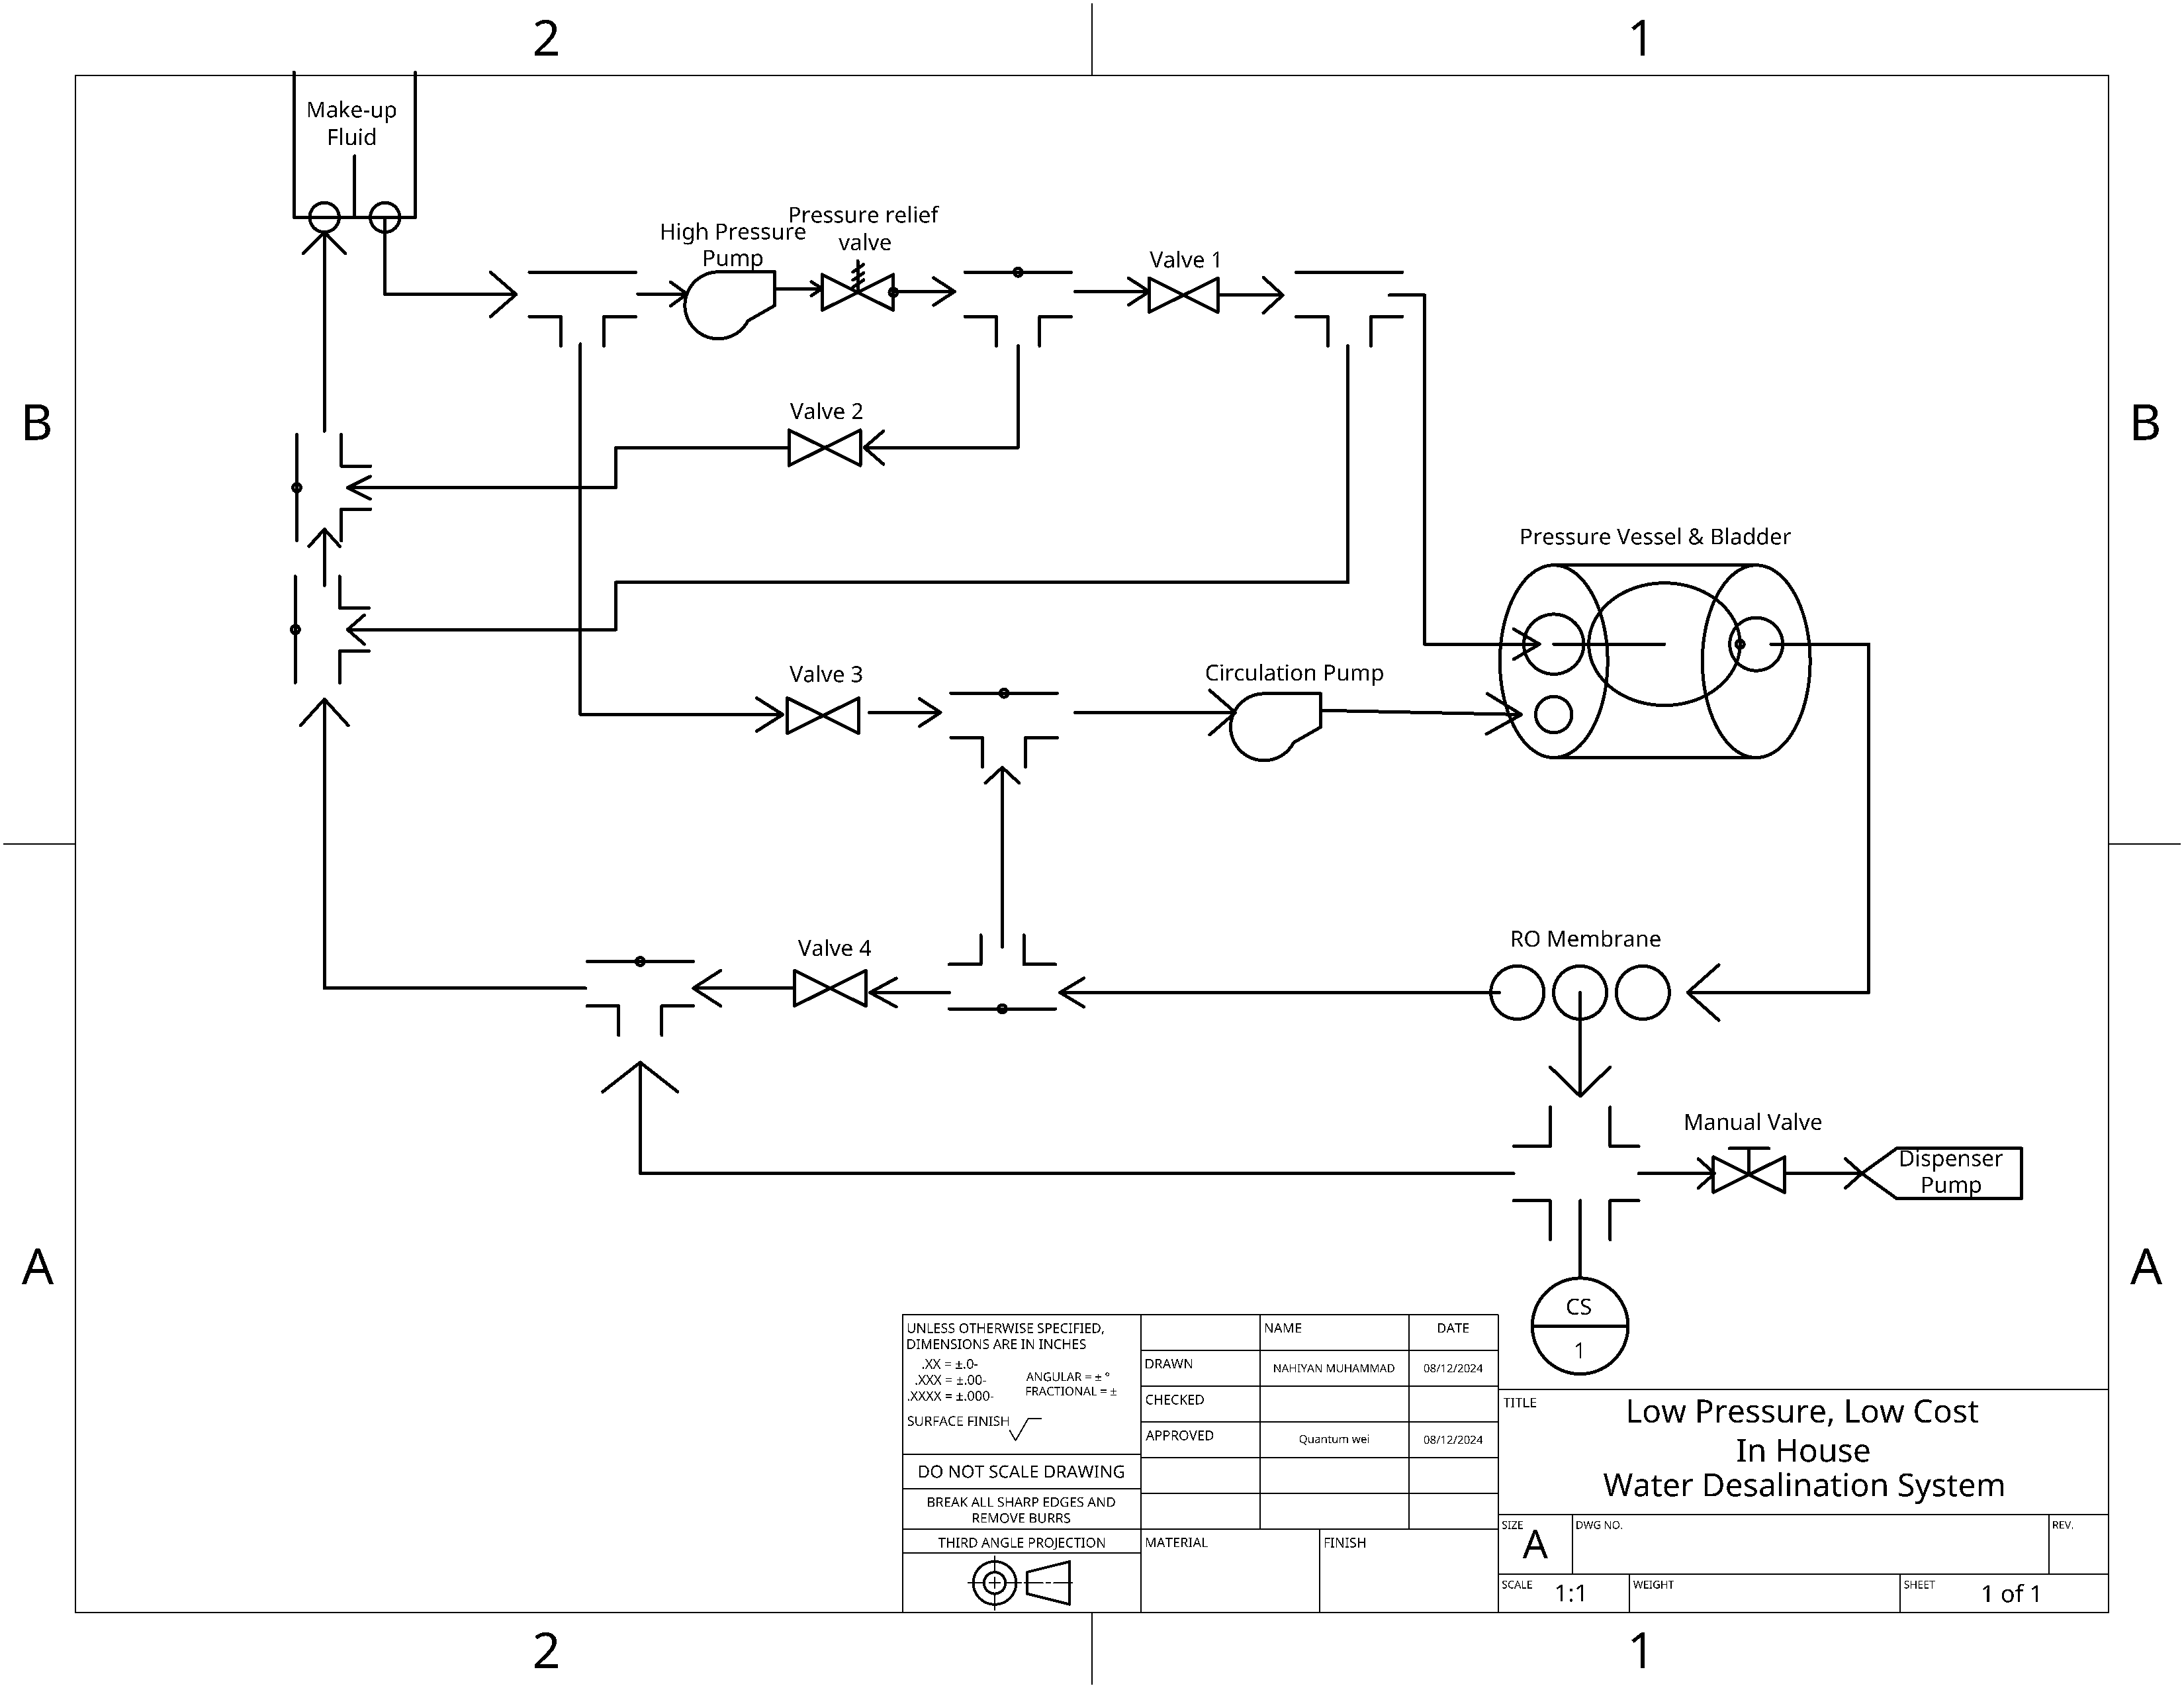 2
1
Make-up
Fluid
Pressure relief
valve
High Pressure
Pump
Valve 1
B
B
Valve 2
Pressure Vessel & Bladder
Valve 3
Circulation Pump
RO Membrane
Valve 4
Manual Valve
Dispenser
Pump
A
A
CS
1
UNLESS OTHERWISE SPECIFIED,
DIMENSIONS ARE IN INCHES
.XX = ±.0-
.XXX = ±.00-
.XXXX = ±.000-
ANGULAR = ± °
FRACTIONAL = ±
SURFACE FINISH
DO NOT SCALE DRAWING
BREAK ALL SHARP EDGES AND
REMOVE BURRS
THIRD ANGLE PROJECTION
NAME
DATE
DRAWN
NAHIYAN MUHAMMAD
08/12/2024
CHECKED
APPROVED
Quantum wei
08/12/2024
MATERIAL
FINISH
TITLE
Low Pressure, Low Cost
In House
Water Desalination System
SIZE
A
DWG NO.
REV.
SCALE
1:1
WEIGHT
SHEET
1 of 1
2
1